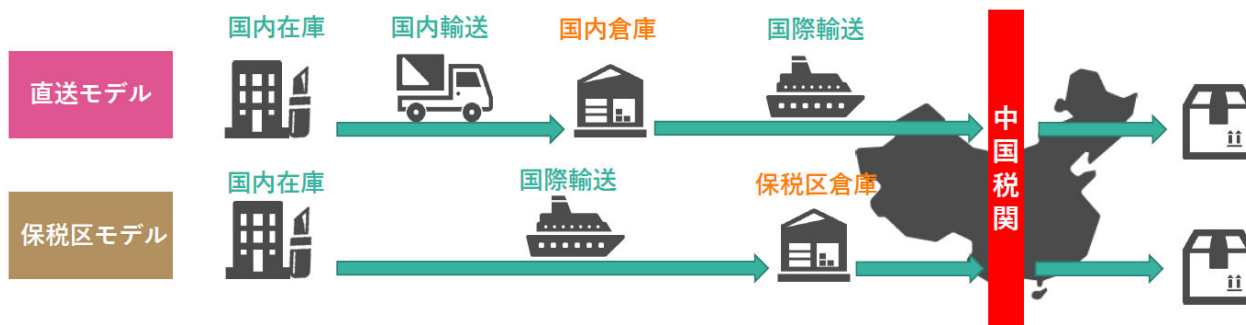 国内在庫
国内輸送
国内倉庫
国際輸送
直送モデル
中国税関
国内在庫
国際輸送
保税区倉庫
保税区モデル